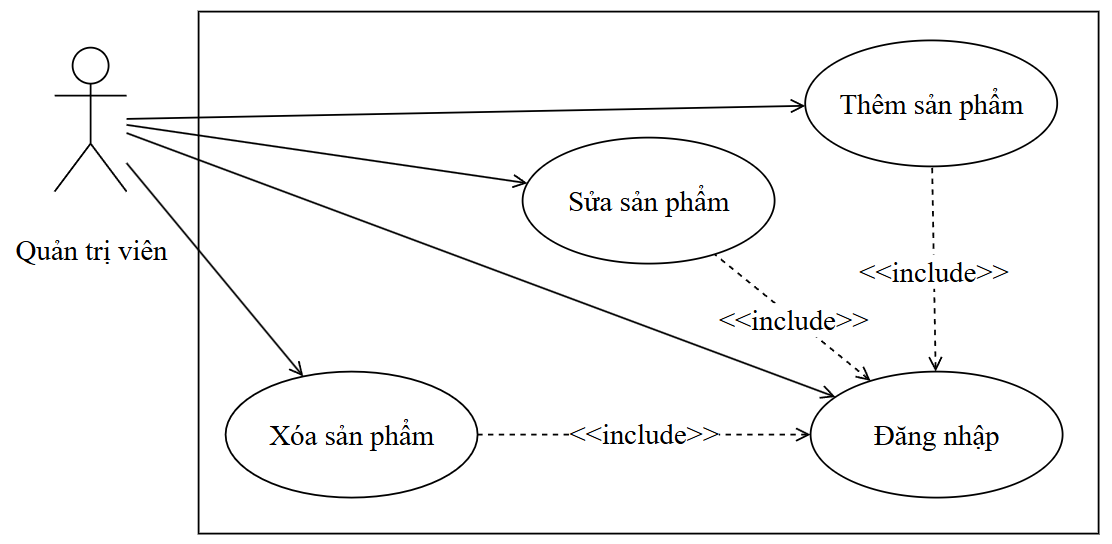 Thêm sản phẩm
Sửa sản phẩm
Quản trị viên
<<include>>
<<include>>
Xóa sản phẩm
<<include>>
Đăng nhập